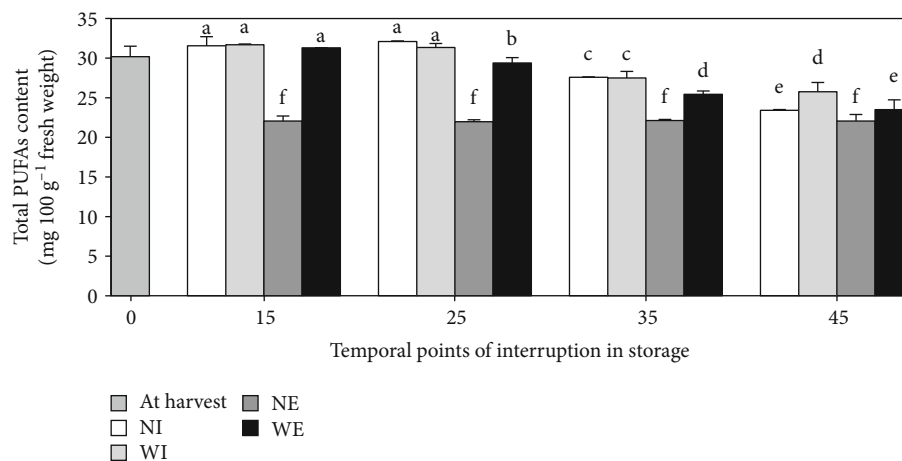 Total PUFAs content
(mg 100 g⁻¹ fresh weight)
35
30
25
20
15
10
5
0
a a f a
a a f b
c c f d
e d f e
0 15 25 35 45
Temporal points of interruption in storage
At harvest
NI
WI
NE
WE